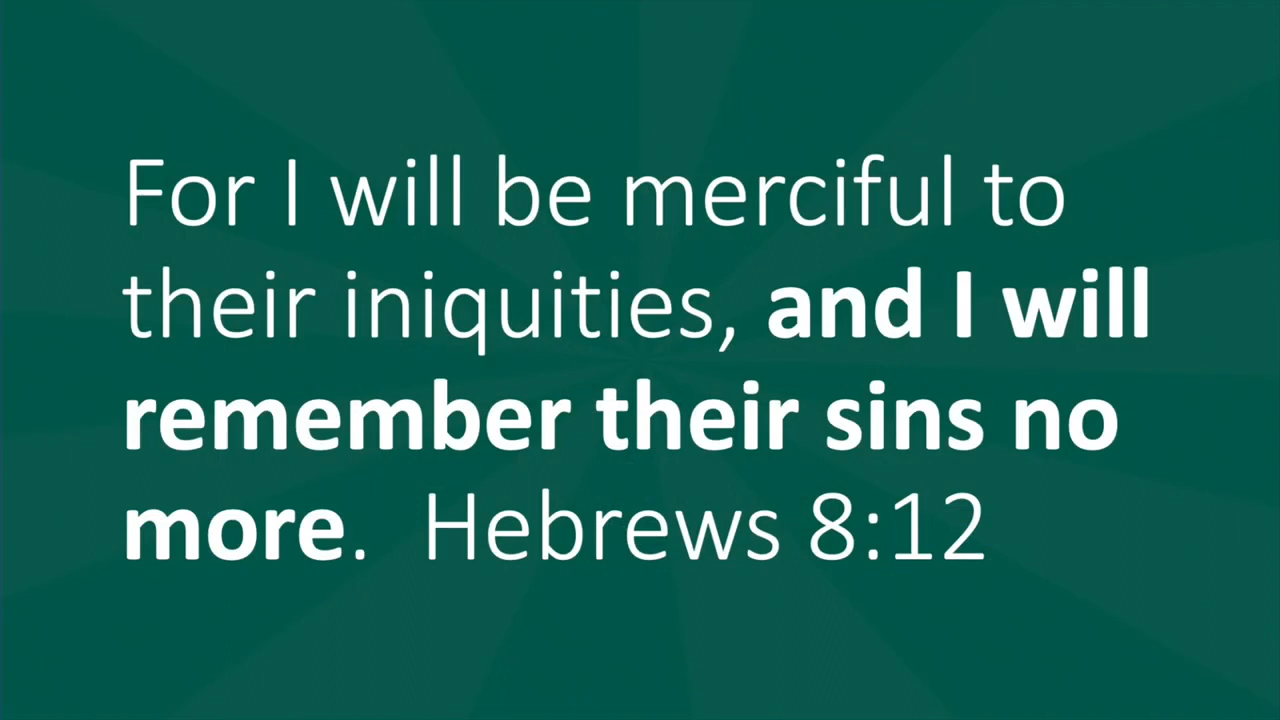 For I will be merciful to
their iniquities, and I will
remember their sins no
more.  Hebrews 8:12